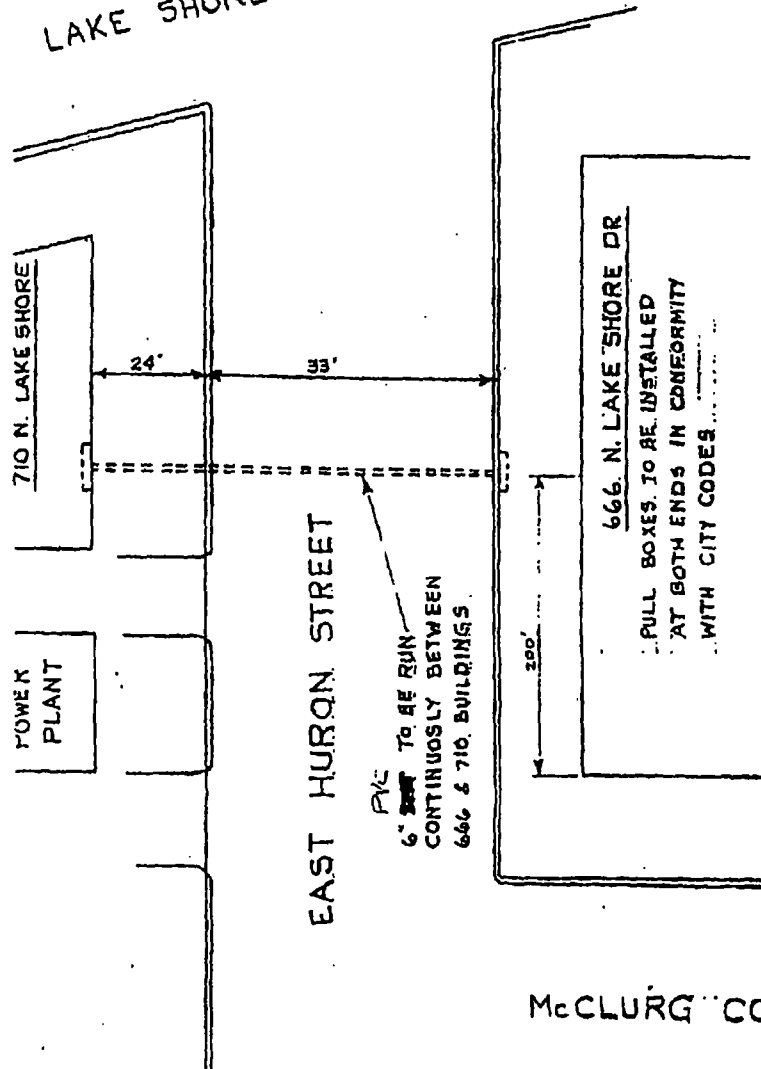 LAKE SHORE
710 N. LAKE SHORE
24'
33'
666. N. LAKE SHORE DR
PULL BOXES. TO BE INSTALLED
AT BOTH ENDS IN CONFORMITY
WITH CITY CODES
POWER
PLANT
EAST HURON STREET
PVC
6" TO BE RUN
CONTINUOSLY BETWEEN
666 & 710. BUILDINGS.
200'
McCLURG CO